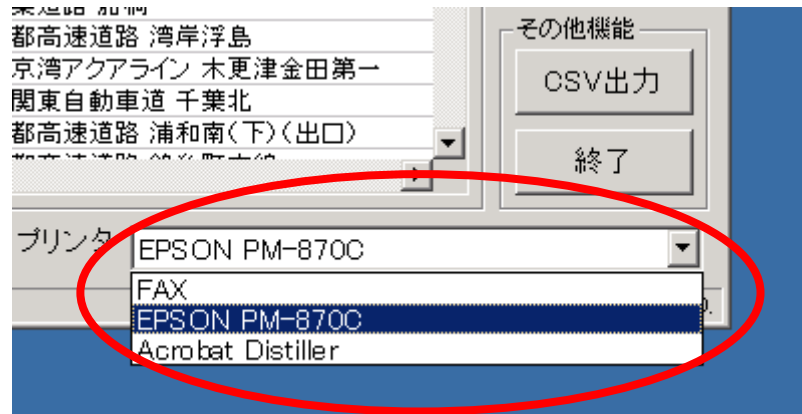 都高速道路 湾岸浮島
京湾アクアライン 木更津金田第一
関東自動車道 千葉北
都高速道路 浦和南(下)(出口)
その他機能
CSV出力
終了
プリンタ
EPSON PM-870C
FAX
EPSON PM-870C
Acrobat Distiller